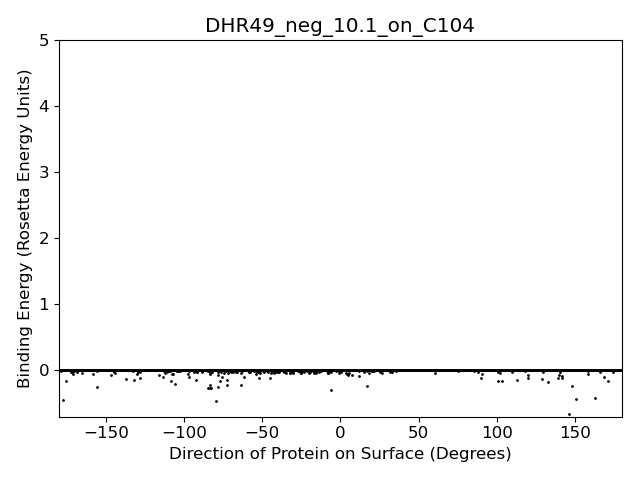 DHR49_neg_10.1_on_C104
Binding Energy (Rosetta Energy Units)
5
4
3
2
1
0
−150 −100 −50 0 50 100 150
Direction of Protein on Surface (Degrees)